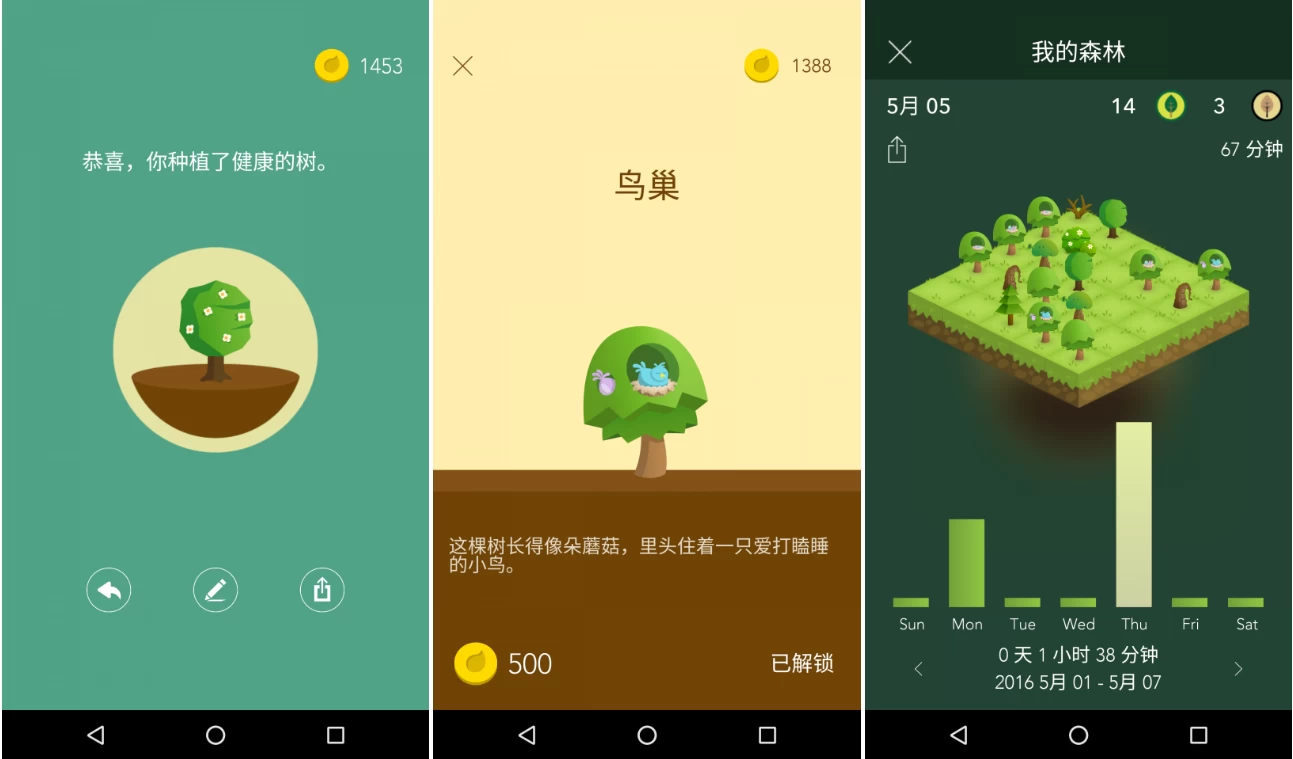 1453
恭喜，你种植了健康的树。
1388
鸟巢
这棵树长得像朵蘑菇，里头住着一只爱打瞌睡
的小鸟。
500
已解锁
我的森林
5月 05
14
3
67 分钟
Sun Mon Tue Wed Thu Fri Sat
0 天 1 小时 38 分钟
2016 5月 01 - 5月 07